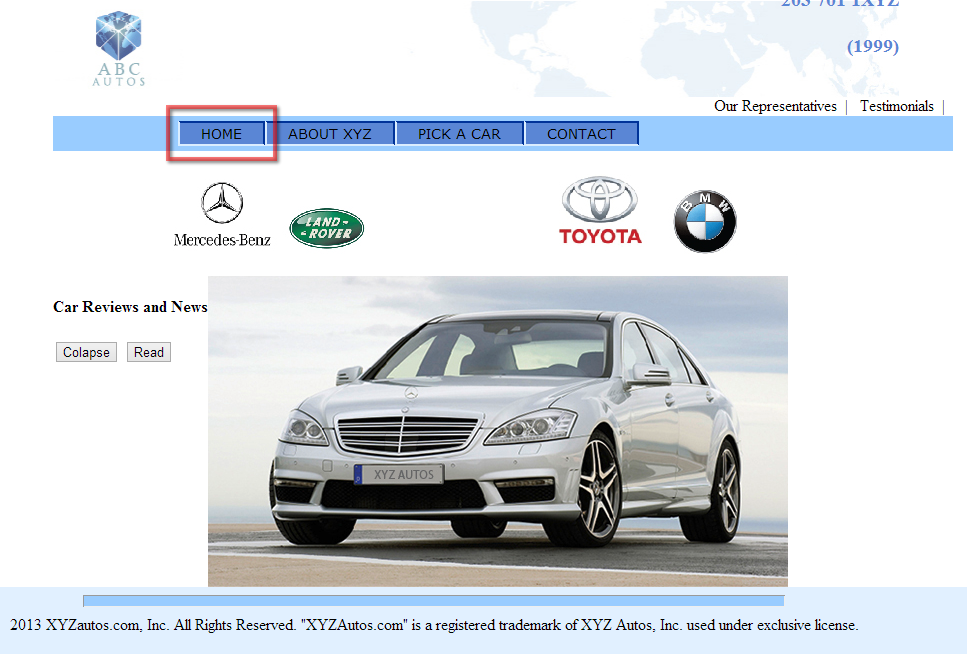 203-701-1XYZ
(1999)
ABC
AUTOS
Our Representatives | Testimonials |
HOME ABOUT XYZ PICK A CAR CONTACT
Mercedes-Benz
LAND-
-ROVER
TOYOTA
BMW
Car Reviews and News
Colapse Read
XYZ AUTOS
2013 XYZautos.com, Inc. All Rights Reserved. "XYZAutos.com" is a registered trademark of XYZ Autos, Inc. used under exclusive license.